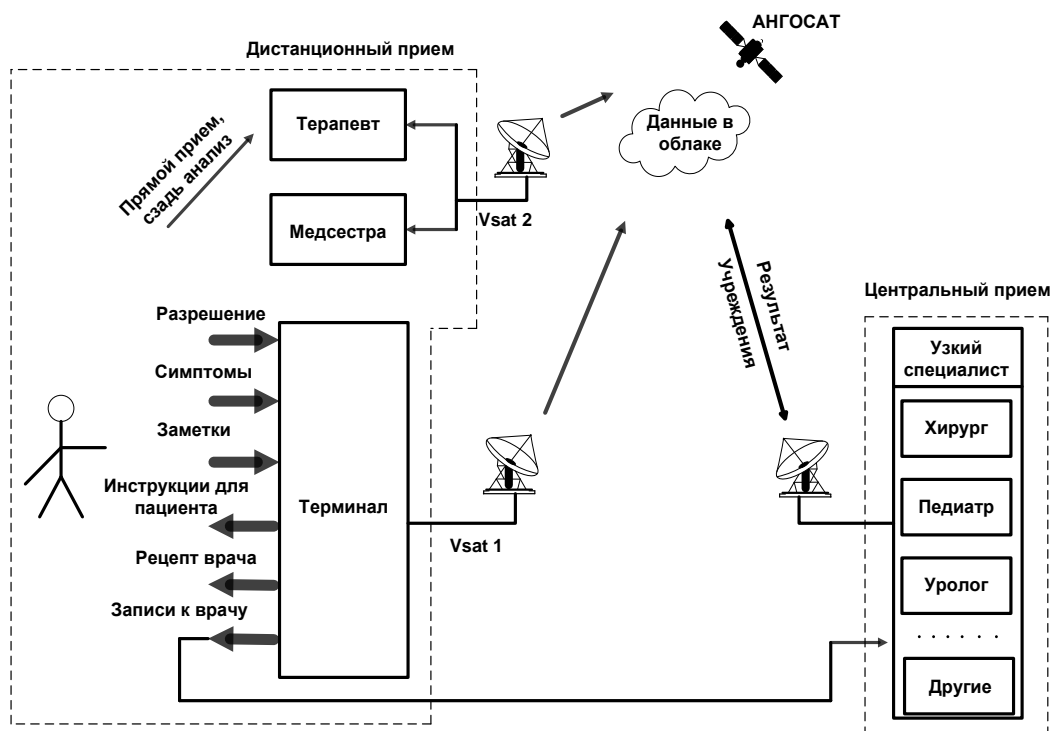 АНГОСАТ
Дистанционный прием
Терапевт
Данные в
облаке
Прямой прием,
сзадь анализ
Медсестра
Vsat 2
Результат
Учреждения
Центральный прием
Разрешение
Узкий
специалист
Симптомы
Заметки
Хирург
Инструкции для
пациента
Терминал
Педиатр
Vsat 1
Рецепт врача
Уролог
Записи к врачу
. . . . . .
Другие